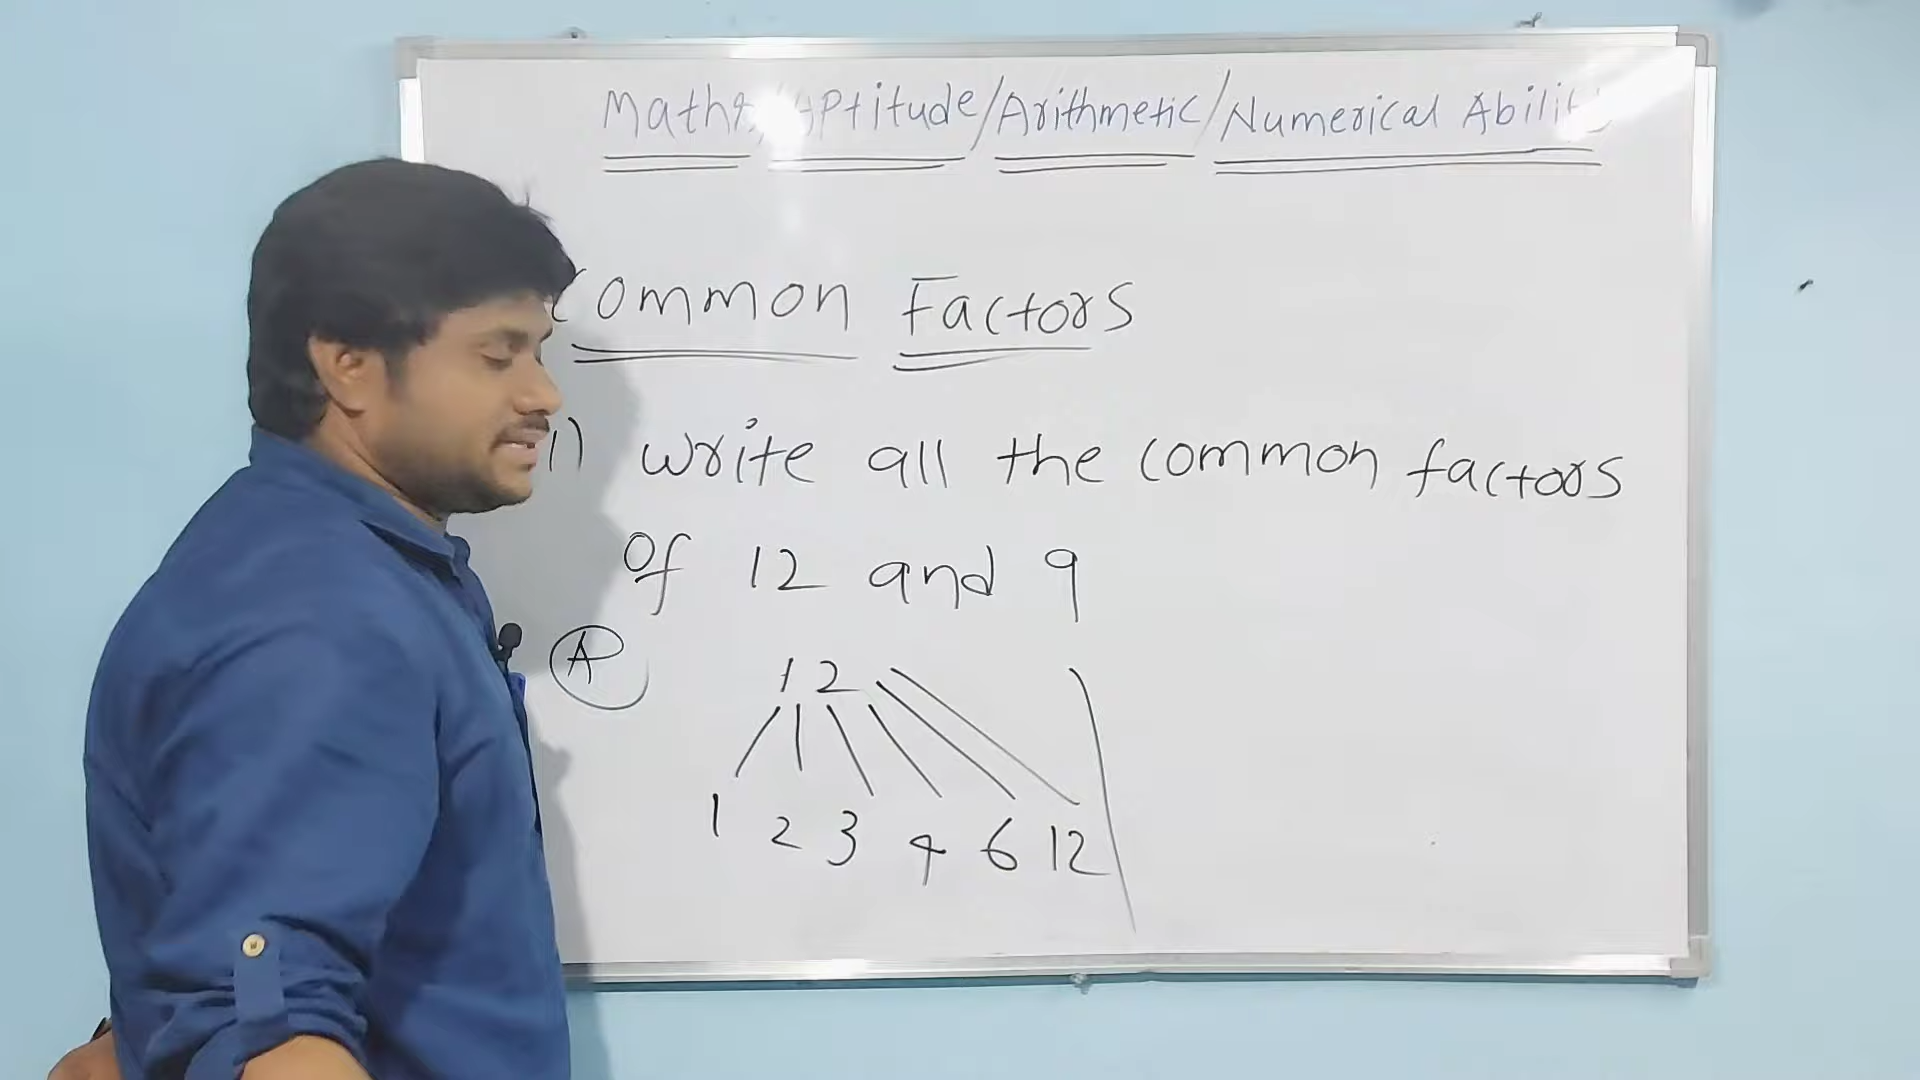 Maths/Aptitude/Arithmetic/Numerical Ability
Common Factors
1) write all the common factors
of 12 and 9
A
12
1 2 3 4 6 12